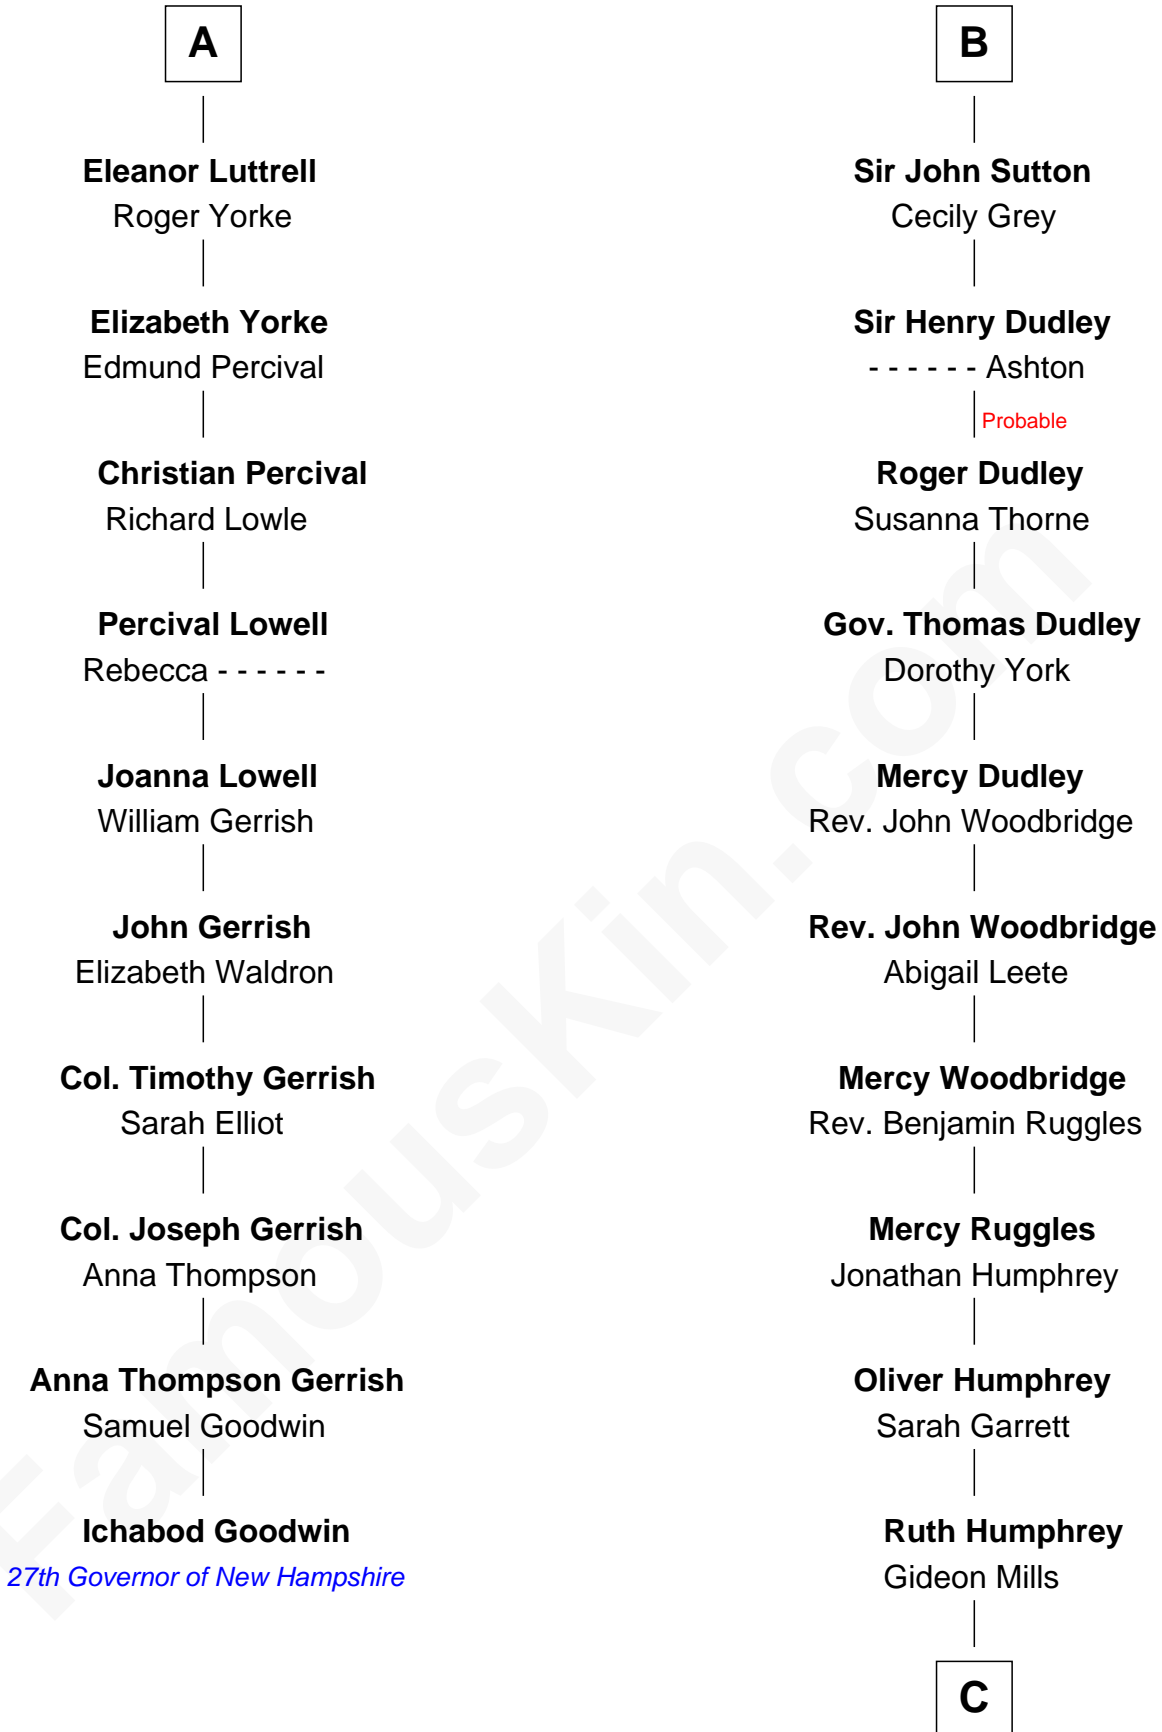 A
Eleanor Luttrell
Roger Yorke
Elizabeth Yorke
Edmund Percival
Christian Percival
Richard Lowle
Percival Lowell
Rebecca - - - - - -
Joanna Lowell
William Gerrish
John Gerrish
Elizabeth Waldron
Col. Timothy Gerrish
Sarah Elliot
Col. Joseph Gerrish
Anna Thompson
Anna Thompson Gerrish
Samuel Goodwin
Ichabod Goodwin
27th Governor of New Hampshire
B
Sir John Sutton
Cecily Grey
Sir Henry Dudley
- - - - - - Ashton
Probable
Roger Dudley
Susanna Thorne
Gov. Thomas Dudley
Dorothy York
Mercy Dudley
Rev. John Woodbridge
Rev. John Woodbridge
Abigail Leete
Mercy Woodbridge
Rev. Benjamin Ruggles
Mercy Ruggles
Jonathan Humphrey
Oliver Humphrey
Sarah Garrett
Ruth Humphrey
Gideon Mills
C
FamousKin.com